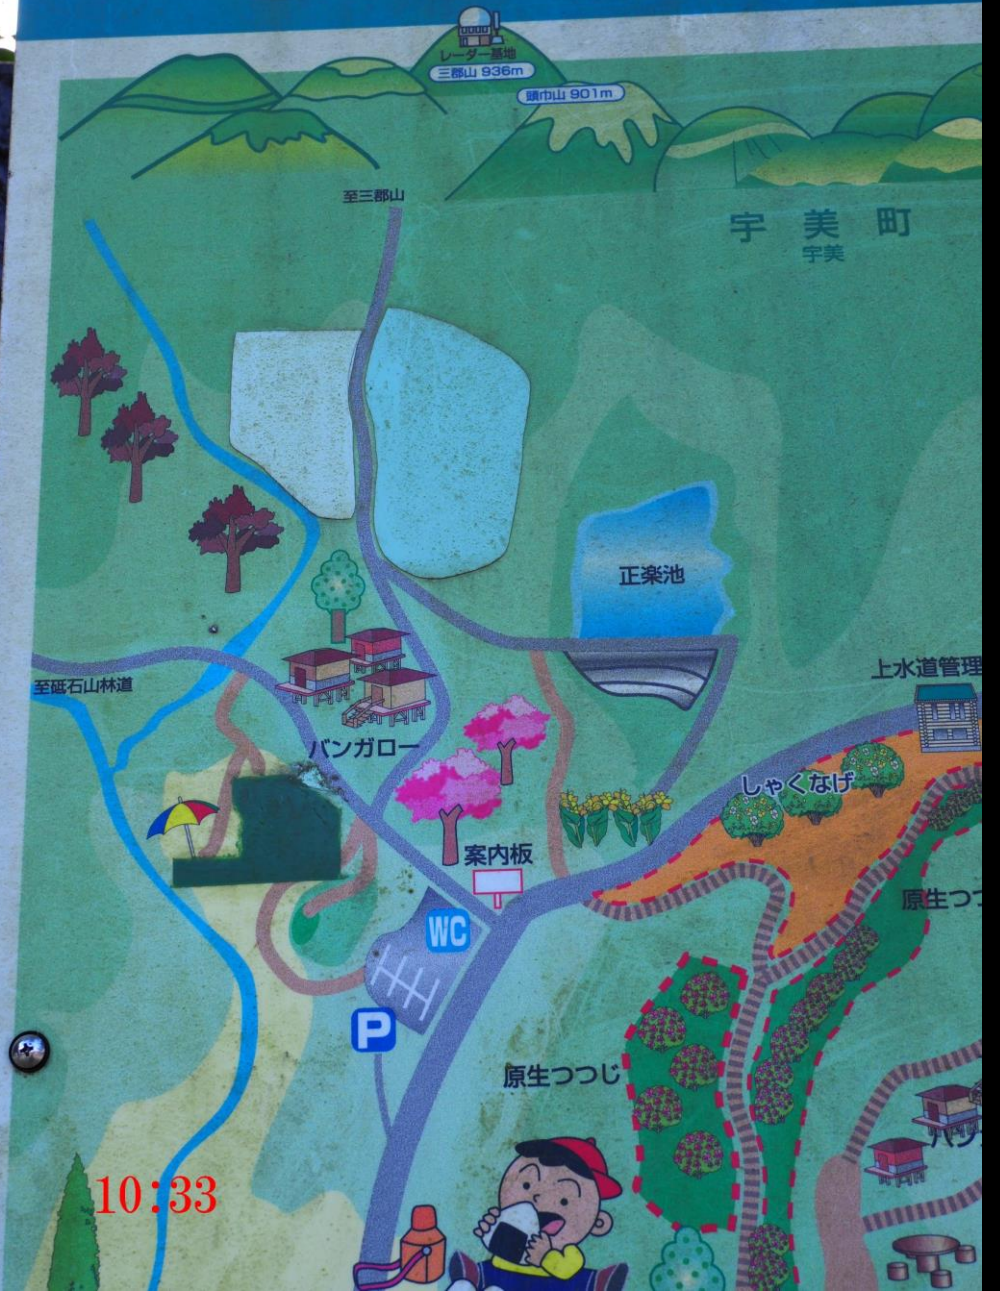 レーダー基地
三郡山 936m
頭巾山 901m
至三郡山
宇美町
宇美
正楽池
至砥石山林道
上水道管理
バンガロー
しゃくなげ
案内板
原生つつ
WC
P
原生つつじ
バン
10:33